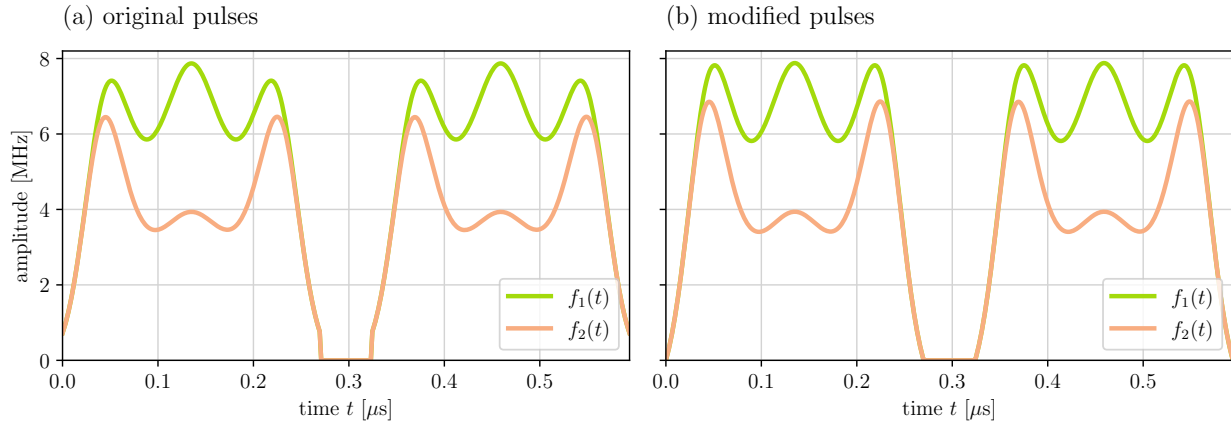 (a) original pulses
(b) modified pulses
amplitude [MHz]
8
6
4
2
0
0.0 0.1 0.2 0.3 0.4 0.5
time t [μs]
f₁(t)
f₂(t)
0.0 0.1 0.2 0.3 0.4 0.5
time t [μs]
f₁(t)
f₂(t)